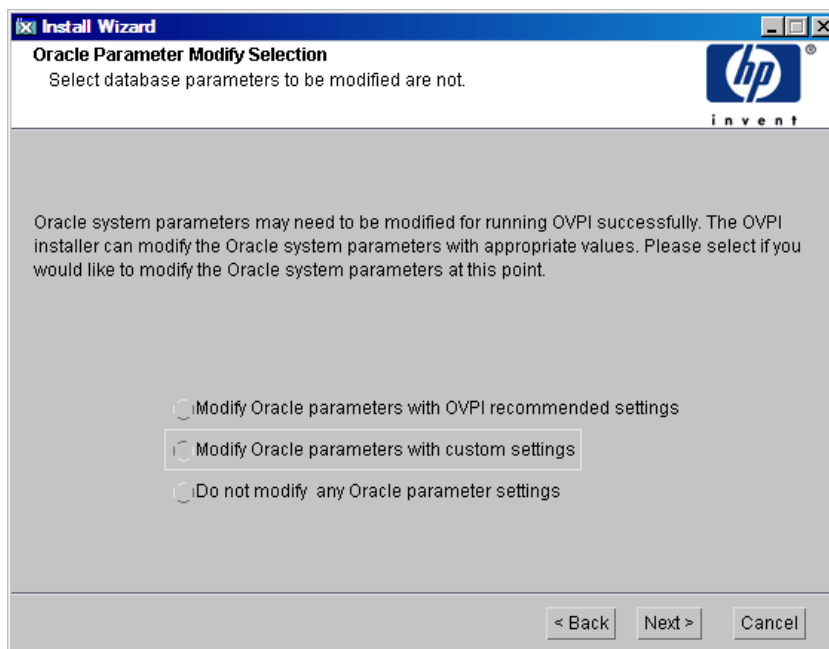 Install Wizard
Oracle Parameter Modify Selection
Select database parameters to be modified are not.
hp
®
invent
Oracle system parameters may need to be modified for running OVPI successfully. The OVPI
installer can modify the Oracle system parameters with appropriate values. Please select if you
would like to modify the Oracle system parameters at this point.
Modify Oracle parameters with OVPI recommended settings
Modify Oracle parameters with custom settings
Do not modify any Oracle parameter settings
< Back Next > Cancel